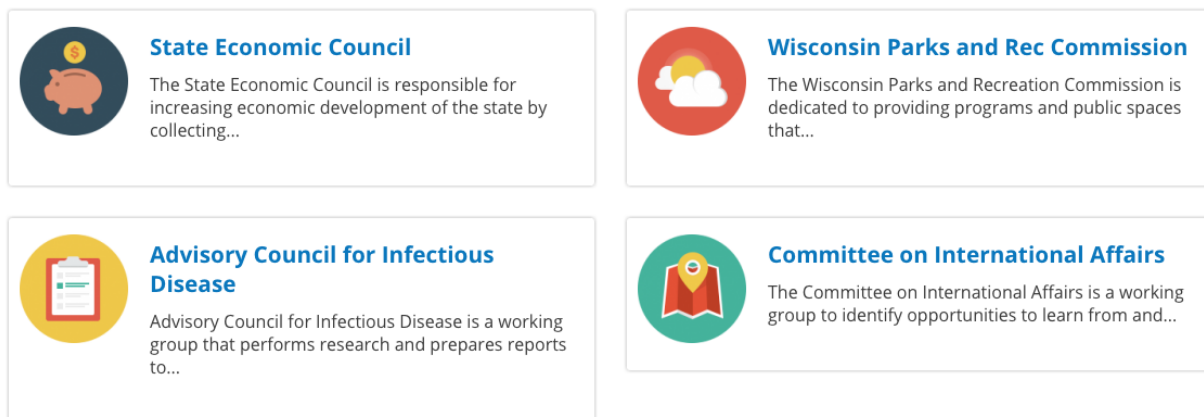 State Economic Council
The State Economic Council is responsible for
increasing economic development of the state by
collecting...
Wisconsin Parks and Rec Commission
The Wisconsin Parks and Recreation Commission is
dedicated to providing programs and public spaces
that...
Advisory Council for Infectious
Disease
Advisory Council for Infectious Disease is a working
group that performs research and prepares reports
to...
Committee on International Affairs
The Committee on International Affairs is a working
group to identify opportunities to learn from and...